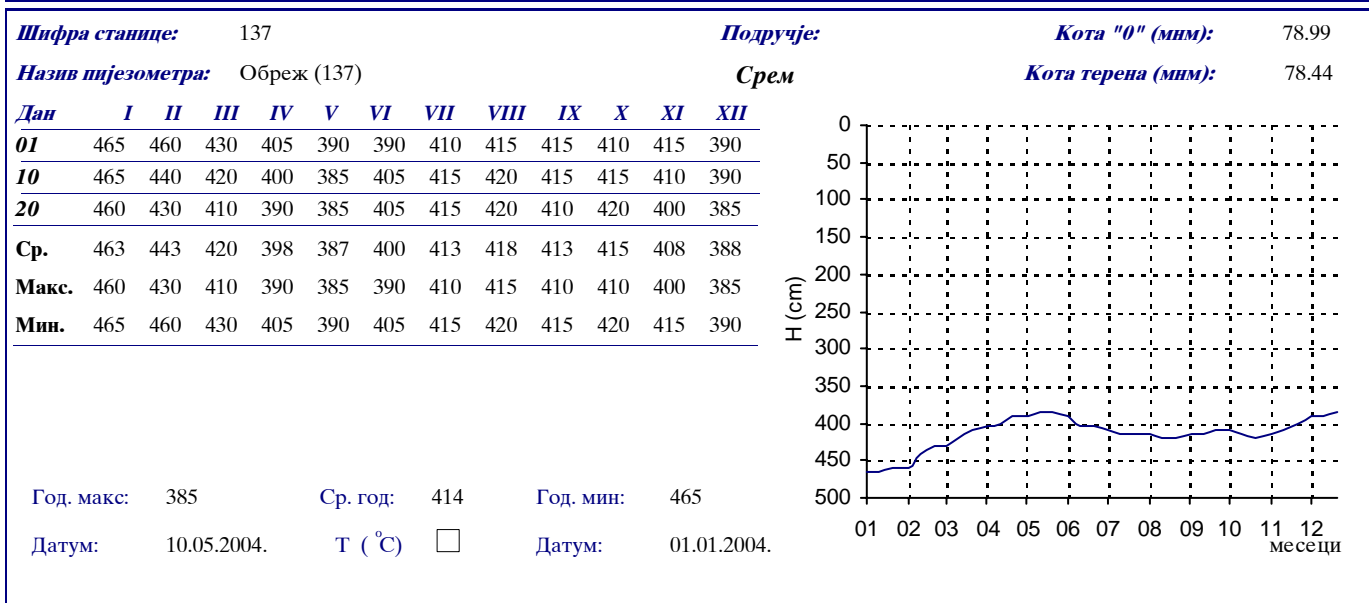 Шифра станице: 137 Подручје: Кота "0" (мнм): 78.99
Назив пијезометра: Обреж (137) Срем Кота терена (мнм): 78.44
Дан I II III IV V VI VII VIII IX X XI XII
01 465 460 430 405 390 390 410 415 415 410 415 390
10 465 440 420 400 385 405 415 420 415 415 410 390
20 460 430 410 390 385 405 415 420 410 420 400 385
Ср. 463 443 420 398 387 400 413 418 413 415 408 388
Макс. 460 430 410 390 385 390 410 415 410 410 400 385
Мин. 465 460 430 405 390 405 415 420 415 420 415 390
0
50
100
150
200
250
300
350
400
450
500
H (cm)
01 02 03 04 05 06 07 08 09 10 11 12
месеци
Год. макс: 385 Ср. год: 414 Год. мин: 465
Датум: 10.05.2004. Т ( °C) Датум: 01.01.2004.